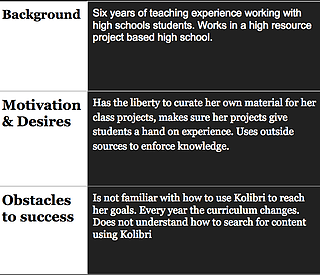 Background
Six years of teaching experience working with
high schools students. Works in a high resource
project based high school.
Motivation
& Desires
Has the liberty to curate her own material for her
class projects, makes sure her projects give
students a hand on experience. Uses outside
sources to enforce knowledge.
Obstacles
to success
Is not familiar with how to use Kolibri to reach
her goals. Every year the curriculum changes.
Does not understand how to search for content
using Kolibri